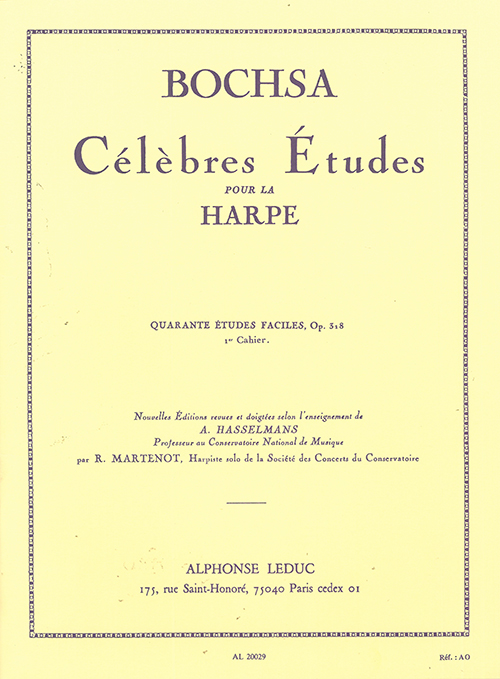 BOCHSA
Célèbres Études
POUR LA
HARPE
QUARANTE ÉTUDES FACILES, Op. 318
1er Cahier.
Nouvelles Éditions revues et doigtées selon l'enseignement de
A. HASSELMANS
Professeur au Conservatoire National de Musique
par R. MARTENOT, Harpiste solo de la Société des Concerts du Conservatoire
ALPHONSE LEDUC
175, rue Saint-Honoré, 75040 Paris cedex 01
AL 20029
Réf. : AO